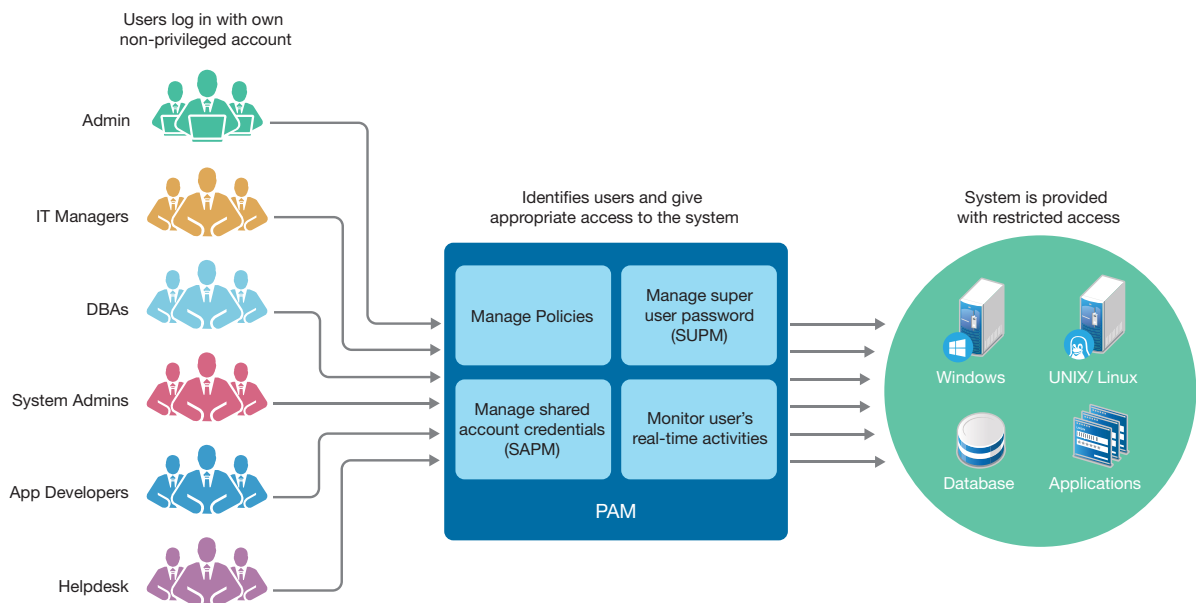 Users log in with own
non-privileged account
Admin
IT Managers
DBAs
System Admins
App Developers
Helpdesk
Identifies users and give
appropriate access to the system
Manage Policies
Manage super
user password
(SUPM)
Manage shared
account credentials
(SAPM)
Monitor user's
real-time activities
PAM
System is provided
with restricted access
Windows
UNIX/ Linux
Database
Applications